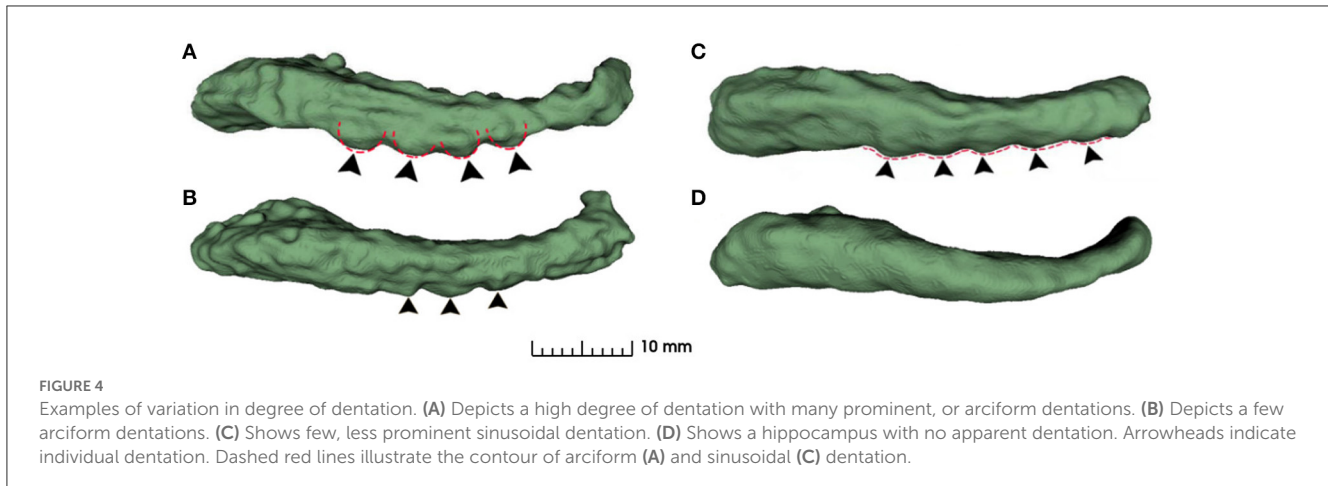 A
C
B
D
10 mm
FIGURE 4
Examples of variation in degree of dentation. (A) Depicts a high degree of dentation with many prominent, or arciform dentations. (B) Depicts a few
arciform dentations. (C) Shows few, less prominent sinusoidal dentation. (D) Shows a hippocampus with no apparent dentation. Arrowheads indicate
individual dentation. Dashed red lines illustrate the contour of arciform (A) and sinusoidal (C) dentation.